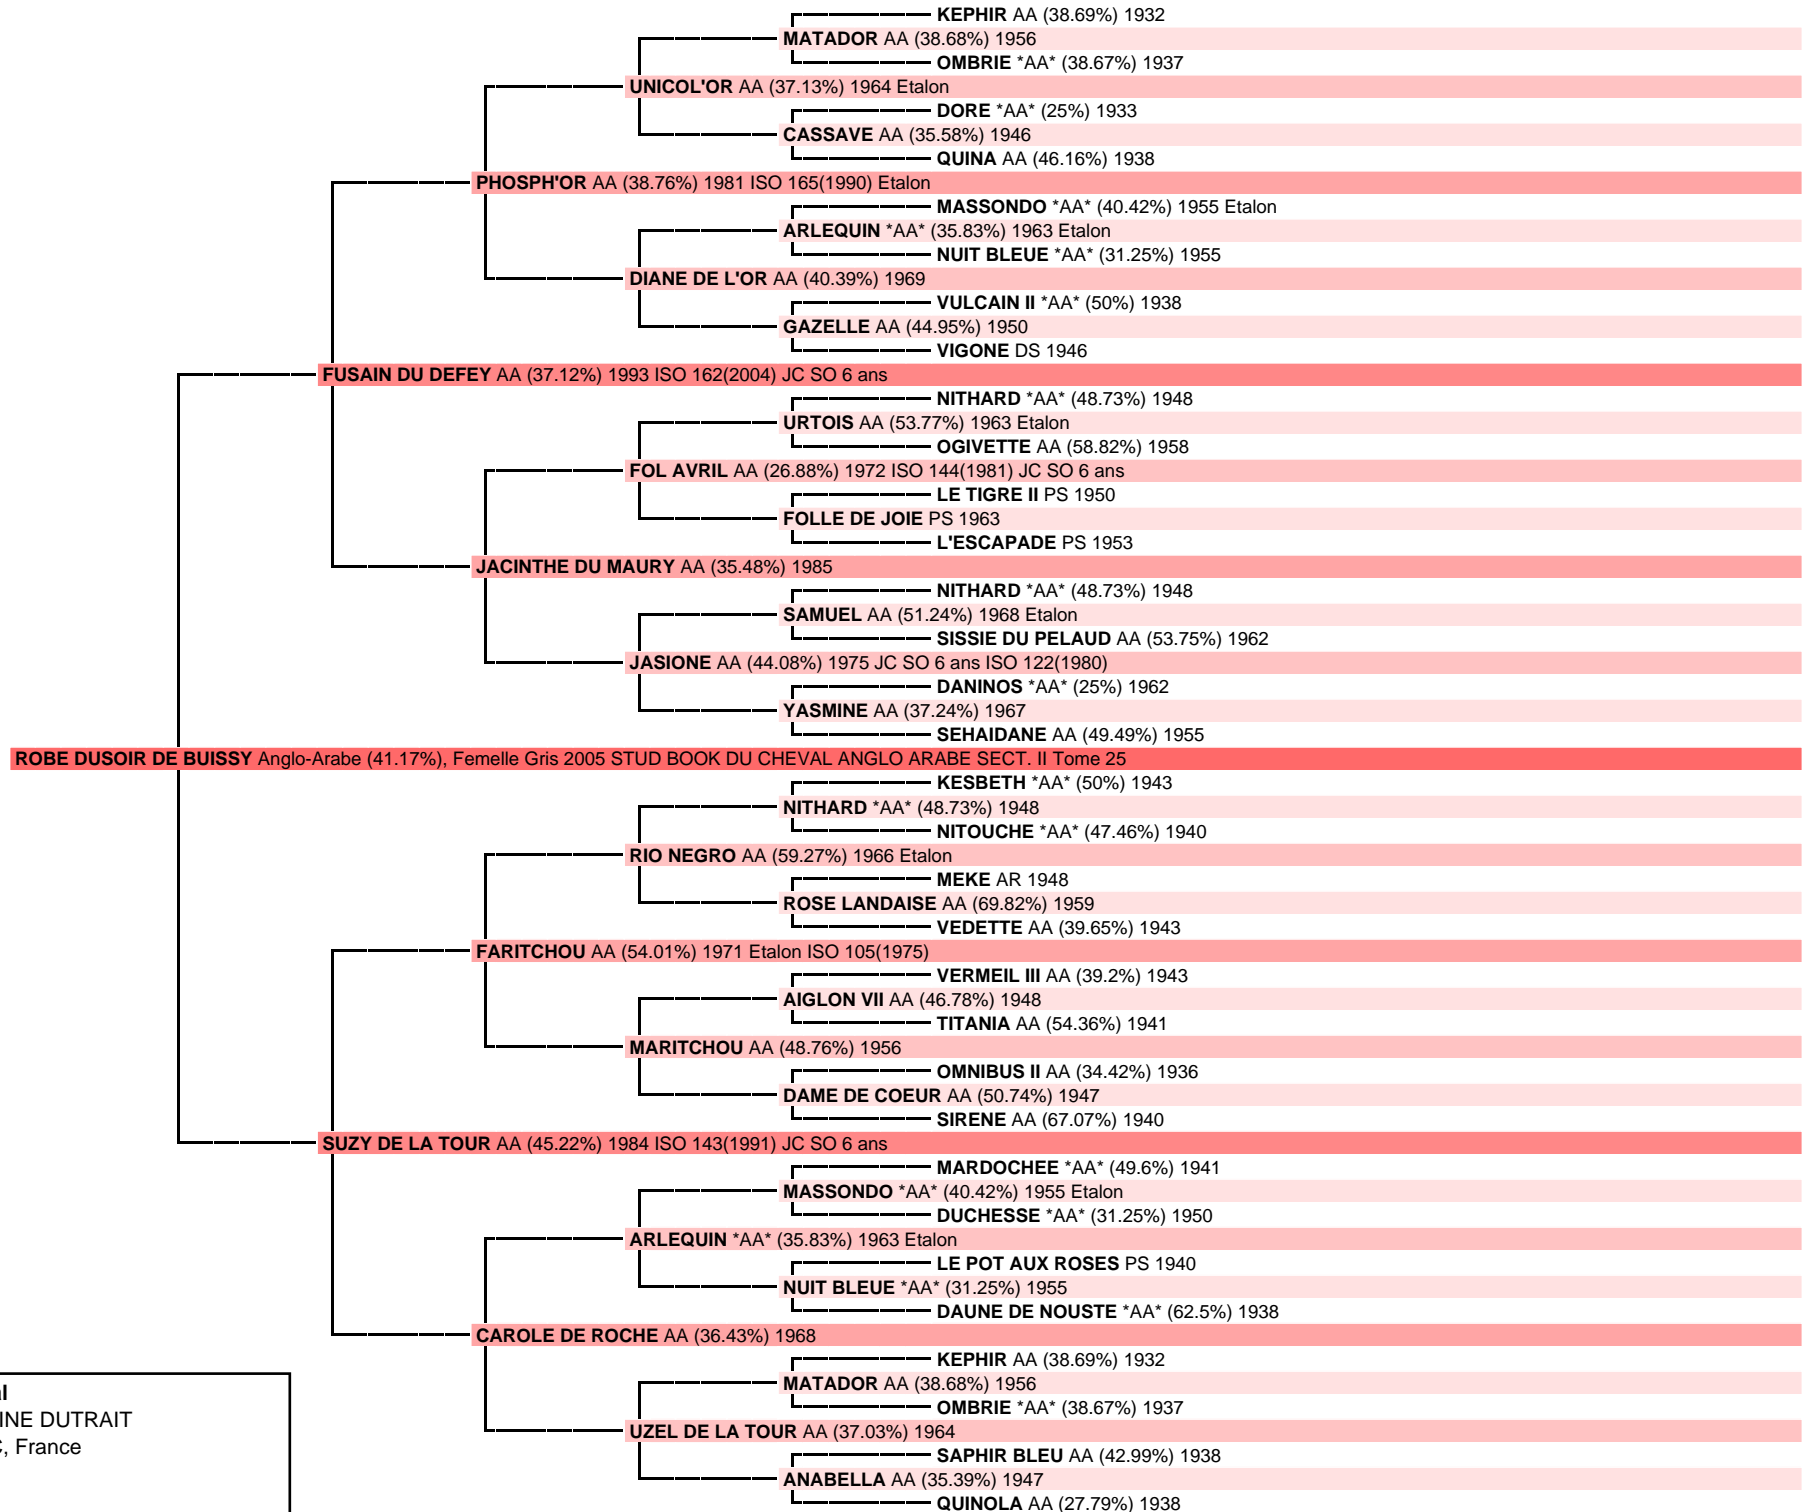 KEPHIR AA (38.69%) 1932
MATADOR AA (38.68%) 1956
OMBRIE *AA* (38.67%) 1937
UNICOL'OR AA (37.13%) 1964 Etalon
DORE *AA* (25%) 1933
CASSAVE AA (35.58%) 1946
QUINA AA (46.16%) 1938
PHOSPH'OR AA (38.76%) 1981 ISO 165(1990) Etalon
MASSONDO *AA* (40.42%) 1955 Etalon
ARLEQUIN *AA* (35.83%) 1963 Etalon
NUIT BLEUE *AA* (31.25%) 1955
DIANE DE L'OR AA (40.39%) 1969
VULCAIN II *AA* (50%) 1938
GAZELLE AA (44.95%) 1950
VIGONE DS 1946
FUSAIN DU DEFEY AA (37.12%) 1993 ISO 162(2004) JC SO 6 ans
NITHARD *AA* (48.73%) 1948
URTOIS AA (53.77%) 1963 Etalon
OGIVETTE AA (58.82%) 1958
FOL AVRIL AA (26.88%) 1972 ISO 144(1981) JC SO 6 ans
LE TIGRE II PS 1950
FOLLE DE JOIE PS 1963
L'ESCAPADE PS 1953
JACINTHE DU MAURY AA (35.48%) 1985
NITHARD *AA* (48.73%) 1948
SAMUEL AA (51.24%) 1968 Etalon
SISSIE DU PELAUD AA (53.75%) 1962
JASIONE AA (44.08%) 1975 JC SO 6 ans ISO 122(1980)
DANINOS *AA* (25%) 1962
YASMINE AA (37.24%) 1967
SEHAIDANE AA (49.49%) 1955
ROBE DUSOIR DE BUISSY Anglo-Arabe (41.17%), Femelle Gris 2005 STUD BOOK DU CHEVAL ANGLO ARABE SECT. II Tome 25
KESBETH *AA* (50%) 1943
NITHARD *AA* (48.73%) 1948
NITOUCHE *AA* (47.46%) 1940
RIO NEGRO AA (59.27%) 1966 Etalon
MEKE AR 1948
ROSE LANDAISE AA (69.82%) 1959
VEDETTE AA (39.65%) 1943
FARITCHOU AA (54.01%) 1971 Etalon ISO 105(1975)
VERMEIL III AA (39.2%) 1943
AIGLON VII AA (46.78%) 1948
TITANIA AA (54.36%) 1941
MARITCHOU AA (48.76%) 1956
OMNIBUS II AA (34.42%) 1936
DAME DE COEUR AA (50.74%) 1947
SIRENE AA (67.07%) 1940
SUZY DE LA TOUR AA (45.22%) 1984 ISO 143(1991) JC SO 6 ans
MARDOCHEE *AA* (49.6%) 1941
MASSONDO *AA* (40.42%) 1955 Etalon
DUCHESSE *AA* (31.25%) 1950
ARLEQUIN *AA* (35.83%) 1963 Etalon
LE POT AUX ROSES PS 1940
NUIT BLEUE *AA* (31.25%) 1955
DAUNE DE NOUSTE *AA* (62.5%) 1938
CAROLE DE ROCHE AA (36.43%) 1968
KEPHIR AA (38.69%) 1932
MATADOR AA (38.68%) 1956
OMBRIE *AA* (38.67%) 1937
UZEL DE LA TOUR AA (37.03%) 1964
SAPHIR BLEU AA (42.99%) 1938
ANABELLA AA (35.39%) 1947
QUINOLA AA (27.79%) 1938
INE DUTRAIT
, France